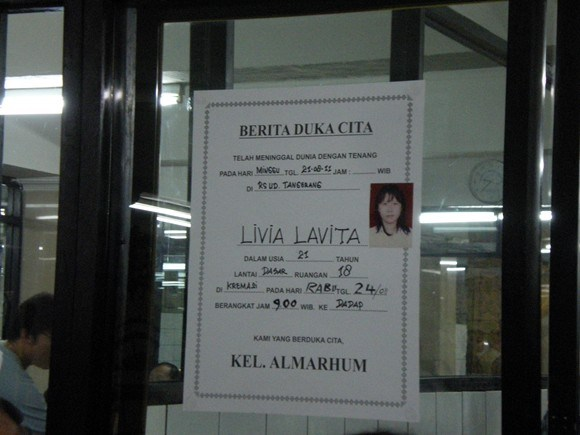 BERITA DUKA CITA
TELAH MENINGGAL DUNIA DENGAN TENANG
PADA HARI MINGGU TGL 21-08-11 JAM : ........... WIB
DI RSUD. TANGERANG
LIVIA LAVITA
DALAM USIA 21 TAHUN
LANTAI DASAR RUANGAN 18
DI KREMASI PADA HARI RABU TGL 24/
BERANGKAT JAM 9.00 WIB. KE DADAP
KAMI YANG BERDUKA CITA,
KEL. ALMARHUM